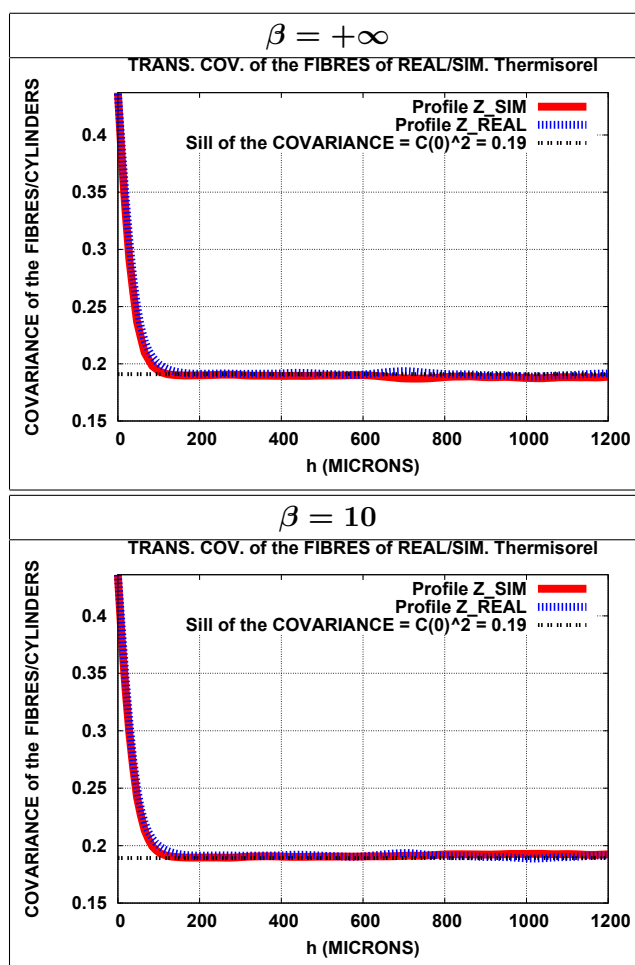 β = +∞
TRANS. COV. of the FIBRES of REAL/SIM. Thermisorel
COVARIANCE of the FIBRES/CYLINDERS
Profile Z_SIM
Profile Z_REAL
Sill of the COVARIANCE = C(0)^2 = 0.19
0.4
0.35
0.3
0.25
0.2
0.15
0 200 400 600 800 1000 1200
h (MICRONS)
β = 10
TRANS. COV. of the FIBRES of REAL/SIM. Thermisorel
COVARIANCE of the FIBRES/CYLINDERS
Profile Z_SIM
Profile Z_REAL
Sill of the COVARIANCE = C(0)^2 = 0.19
0.4
0.35
0.3
0.25
0.2
0.15
0 200 400 600 800 1000 1200
h (MICRONS)